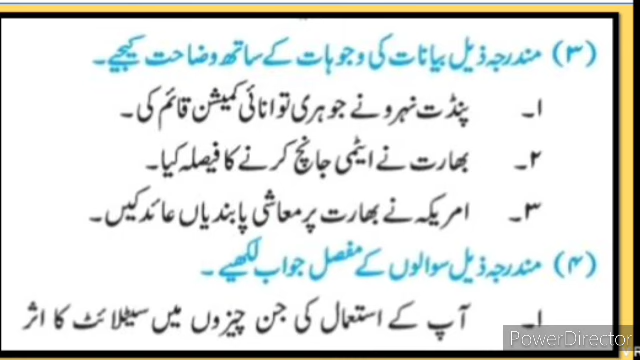 (۳) مندرجہ ذیل بیانات کی وجوہات کے ساتھ وضاحت کیجیے۔
۱۔ پنڈت نہرو نے جوہری توانائی کمیشن قائم کی۔
۲۔ بھارت نے ایٹمی جانچ کرنے کا فیصلہ کیا۔
۳۔ امریکہ نے بھارت پر معاشی پابندیاں عائد کیں۔
(۴) مندرجہ ذیل سوالوں کے مفصل جواب لکھیے۔
۱۔ آپ کے استعمال کی جن چیزوں میں سیٹلائٹ کا اثر
PowerDirector